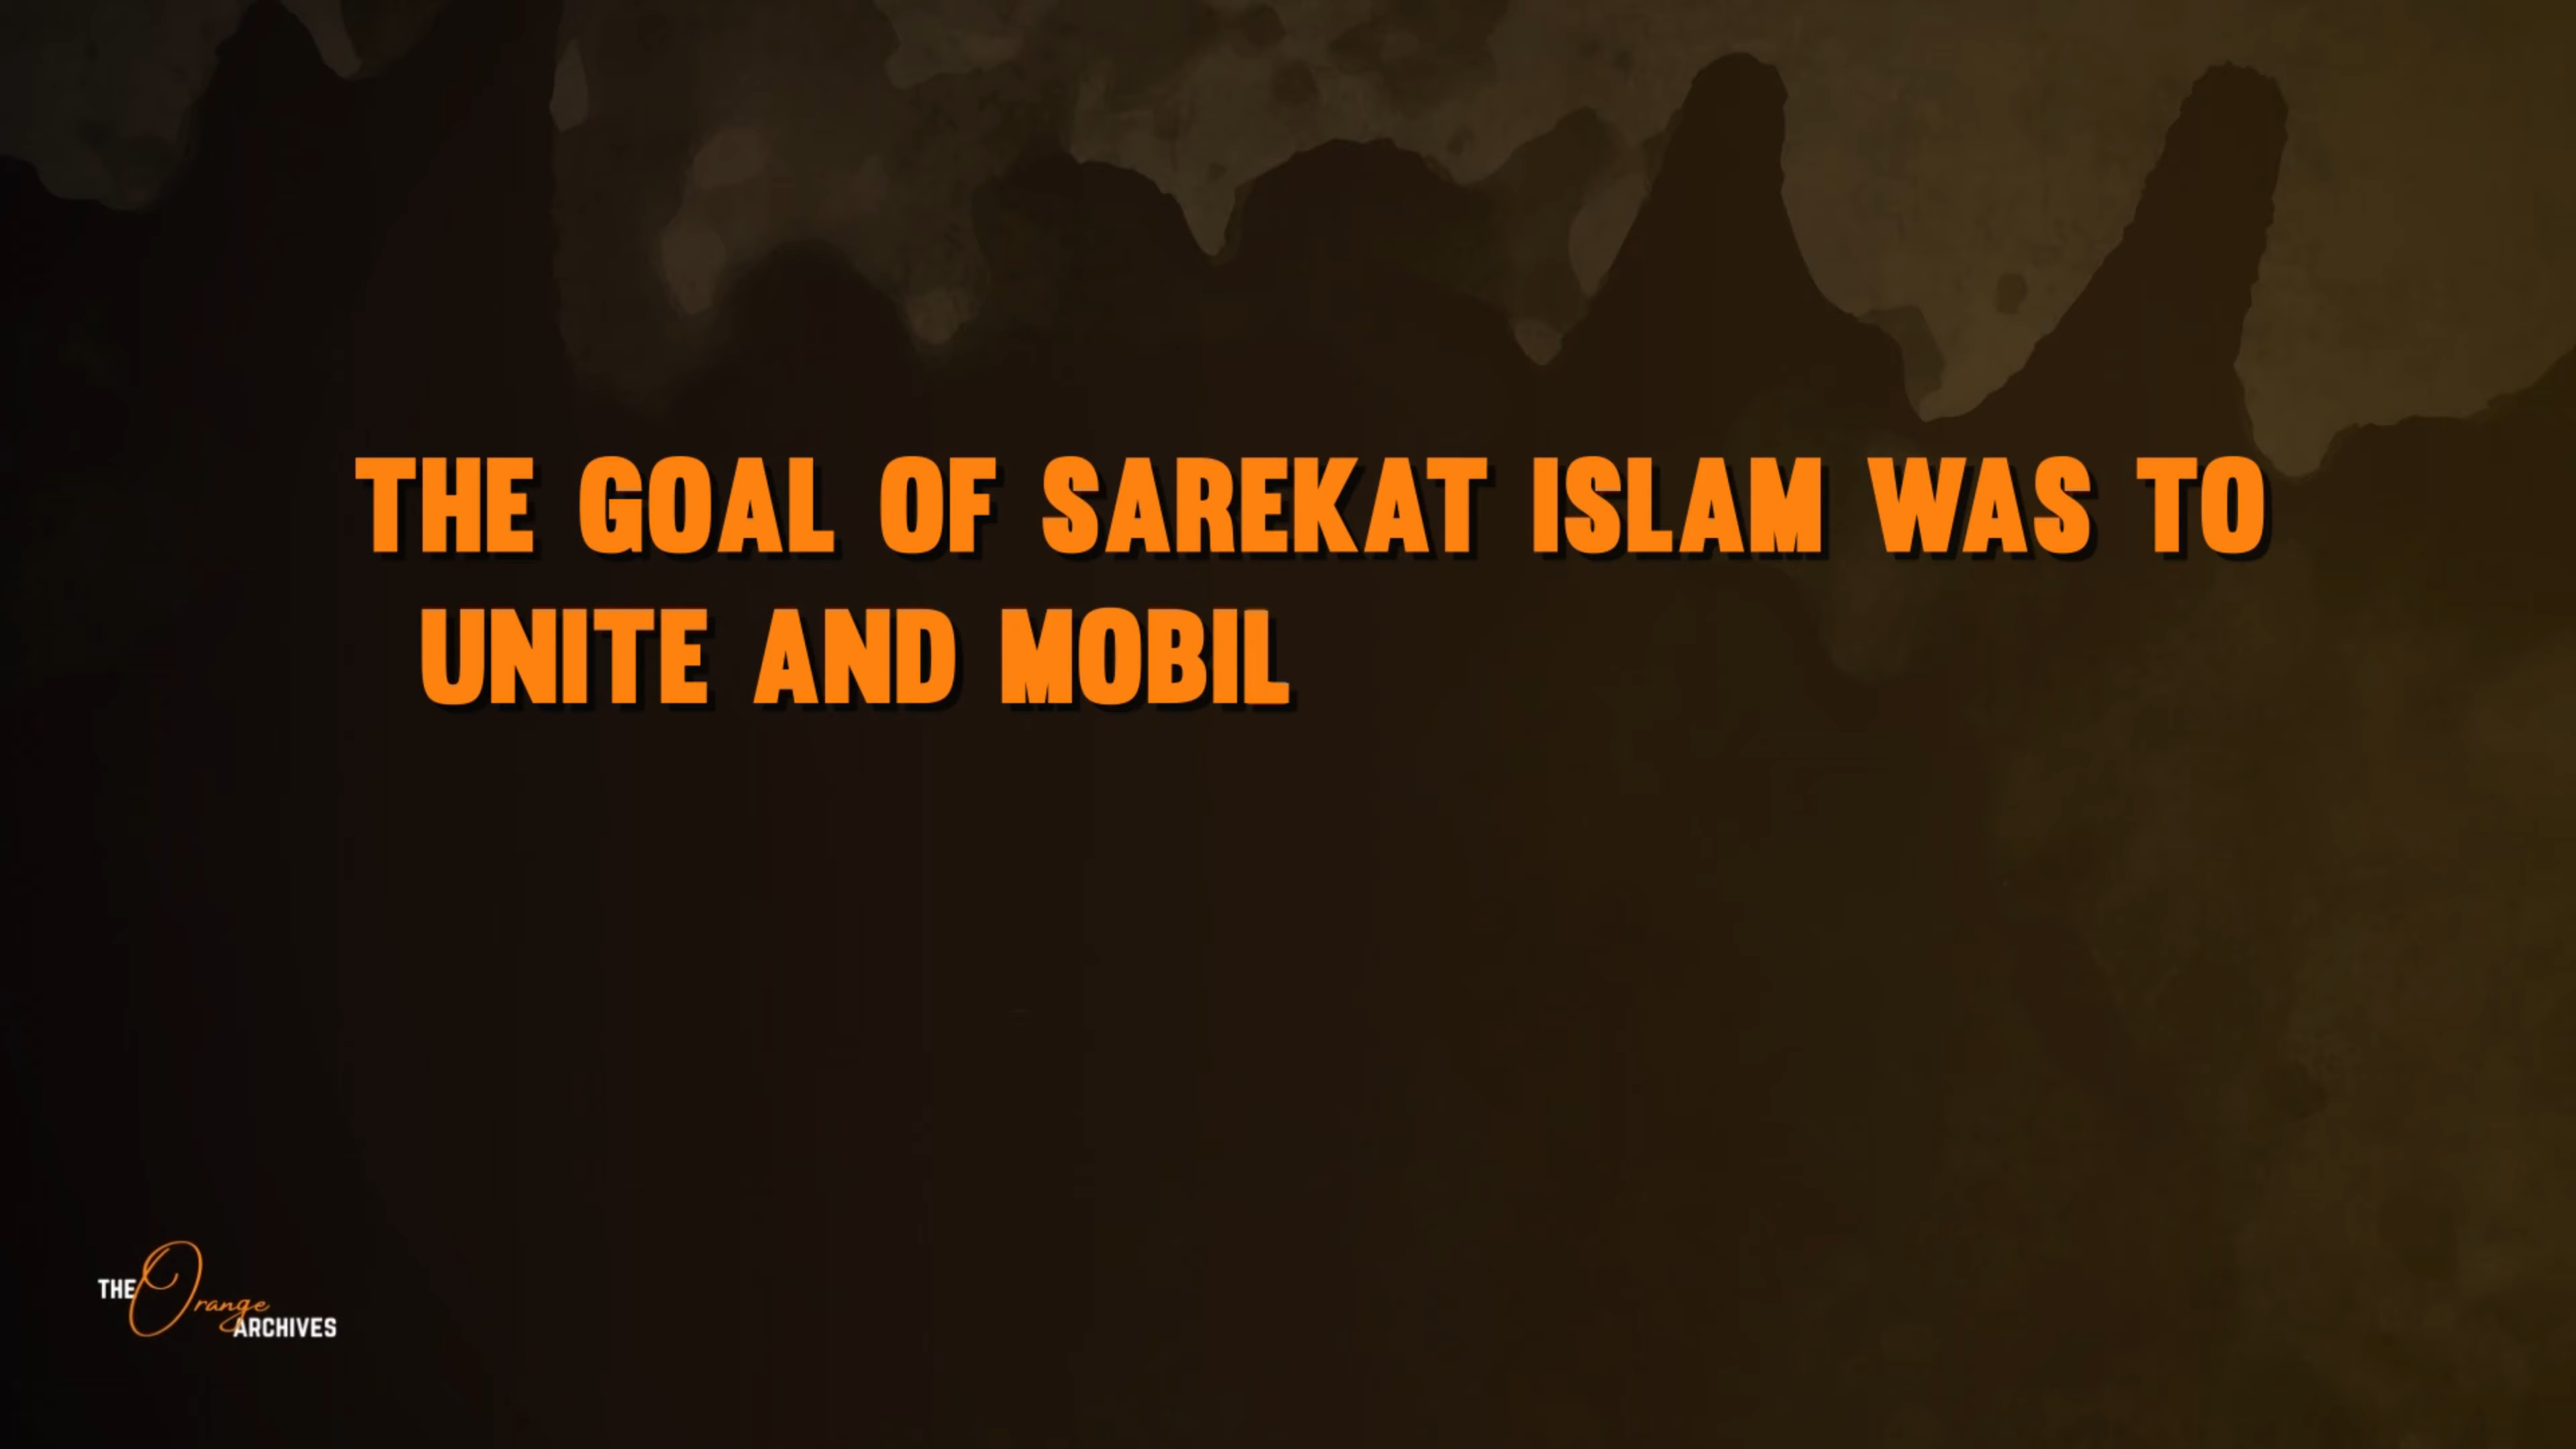 THE GOAL OF SAREKAT ISLAM WAS TO
UNITE AND MOBIL
THE Orange
ARCHIVES